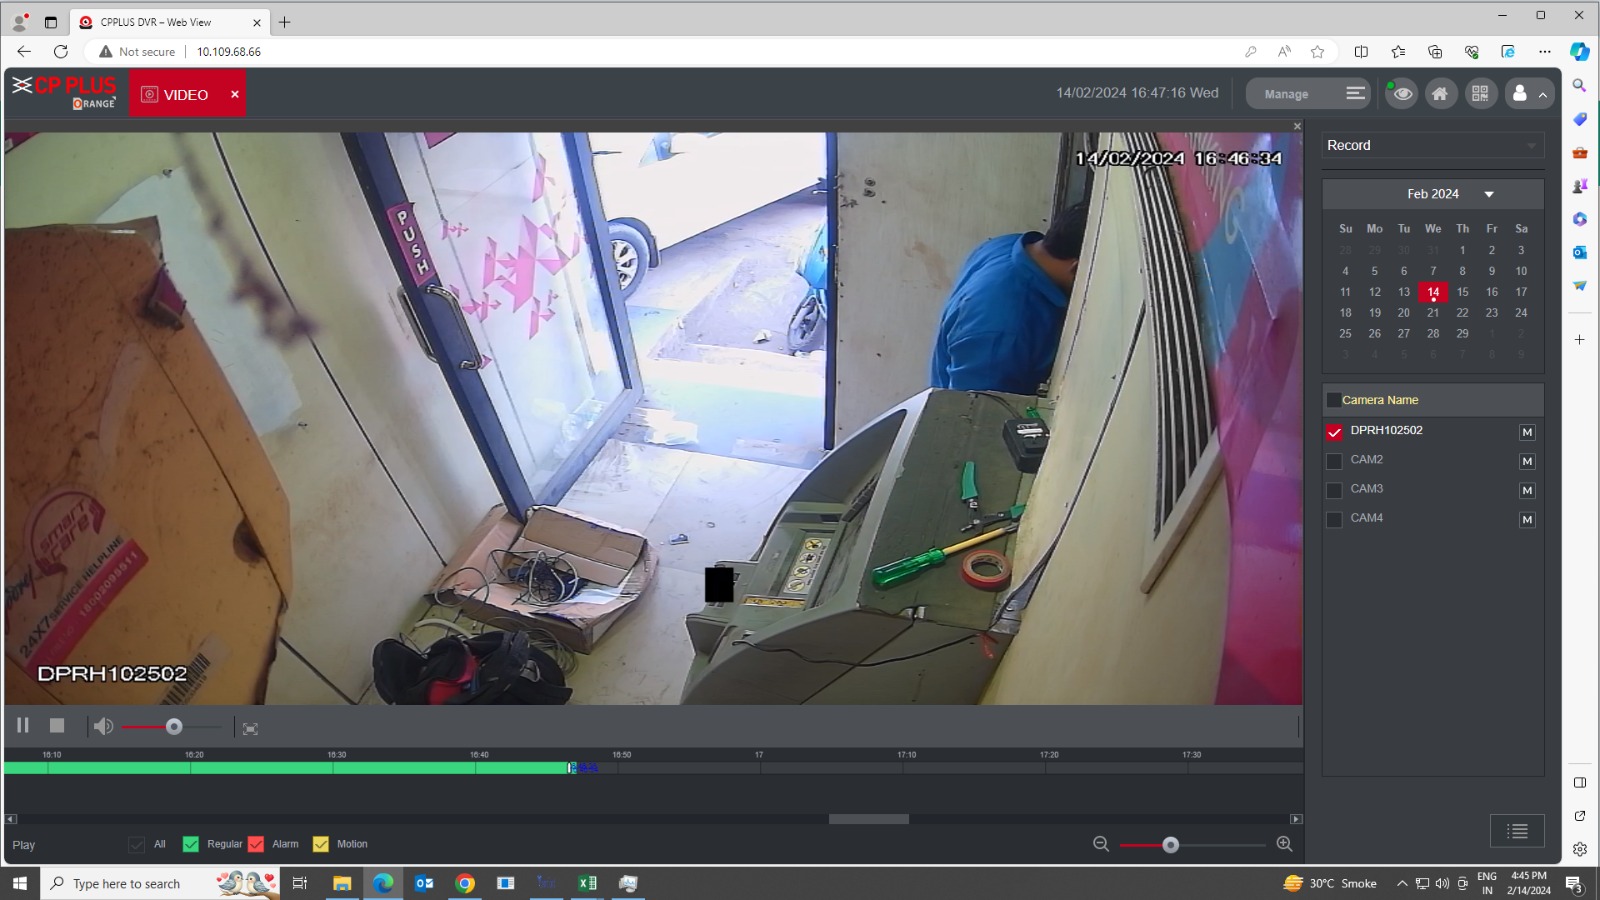 CPPLUS DVR – Web View
Not secure
10.109.68.66
CP PLUS
ORANGE
VIDEO
14/02/2024 16:47:16 Wed
Manage
14/02/2024 16:46:34
PUSH
smart
care
24X7 SERVICE HELPLINE
DPRH102502
Record
Feb 2024
Su Mo Tu We Th Fr Sa
28 29 30 31 1 2 3
4 5 6 7 8 9 10
11 12 13 14 15 16 17
18 19 20 21 22 23 24
25 26 27 28 29 1 2
3 4 5 6 7 8 9
Camera Name
DPRH102502 M
CAM2 M
CAM3 M
CAM4 M
16:10 16:20 16:30 16:40 16:50 17 17:10 17:20 17:30
Play All Regular Alarm Motion
Type here to search
30°C Smoke
ENG
IN
4:45 PM
2/14/2024
3